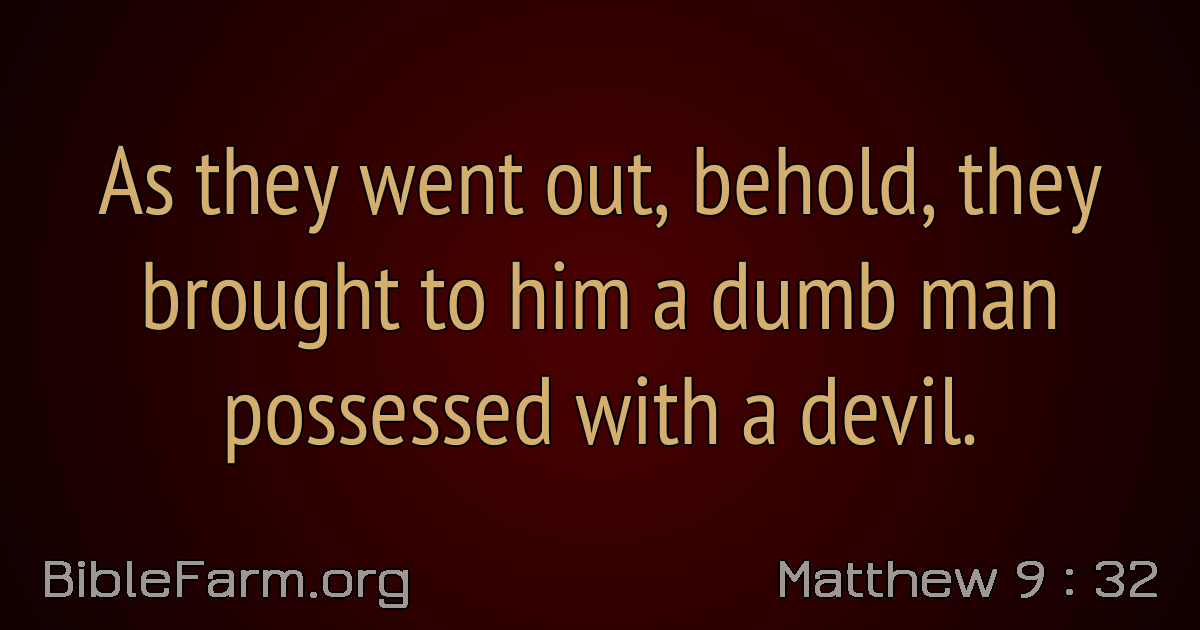 As they went out, behold, they
brought to him a dumb man
possessed with a devil.
BibleFarm.org
Matthew 9 : 32